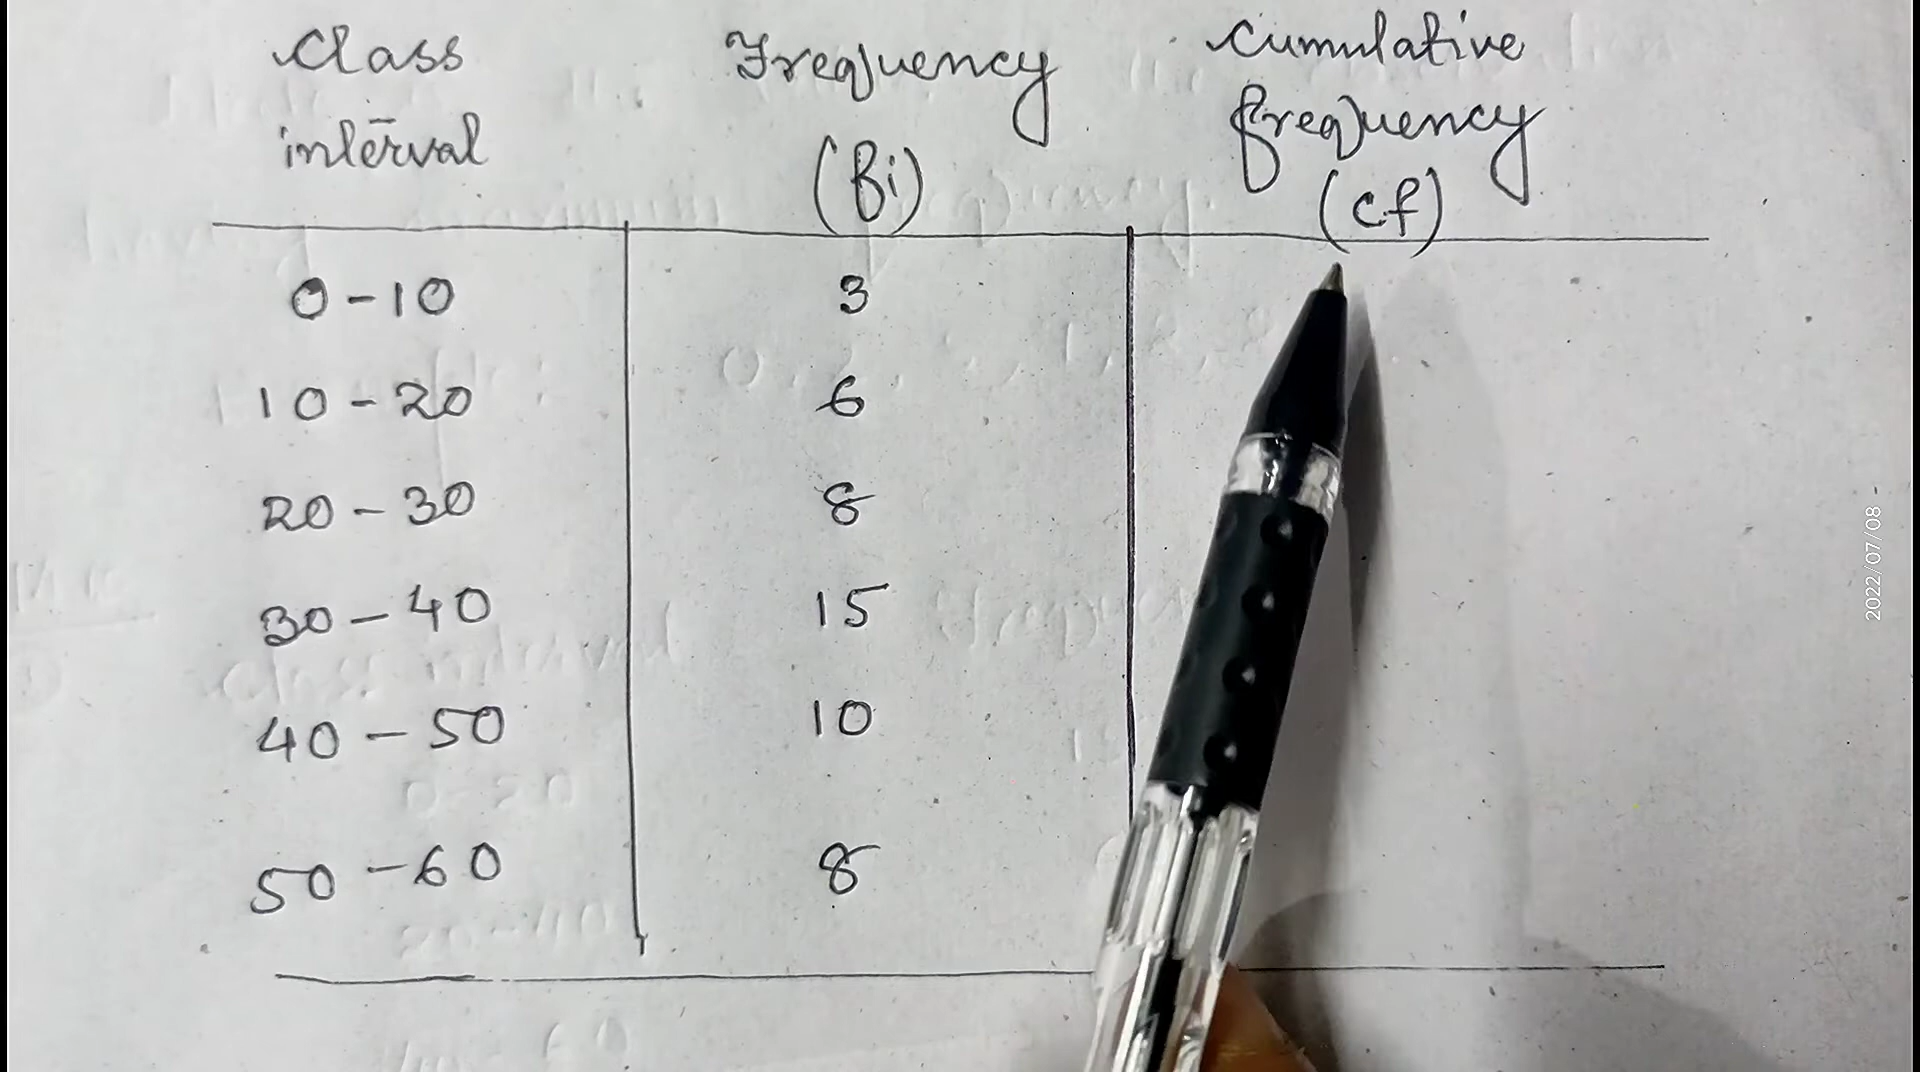 Class interval
Frequency (fi)
Cumulative frequency (cf)
0-10 3
10-20 6
20-30 8
30-40 15
40-50 10
50-60 8
2022/07/08